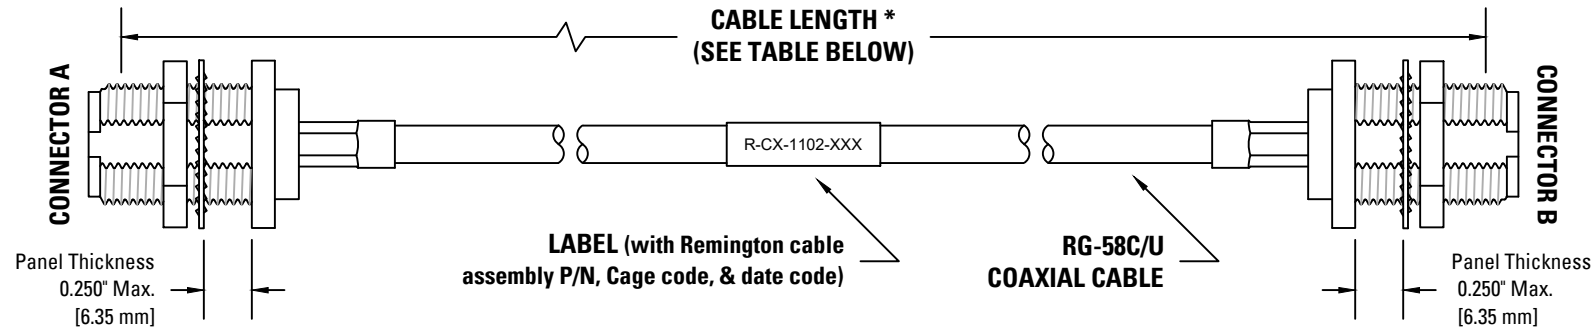 CABLE LENGTH *
(SEE TABLE BELOW)
CONNECTOR A
R-CX-1102-XXX
CONNECTOR B
LABEL (with Remington cable
assembly P/N, Cage code, & date code)
RG-58C/U
COAXIAL CABLE
Panel Thickness
0.250" Max.
[6.35 mm]
Panel Thickness
0.250" Max.
[6.35 mm]